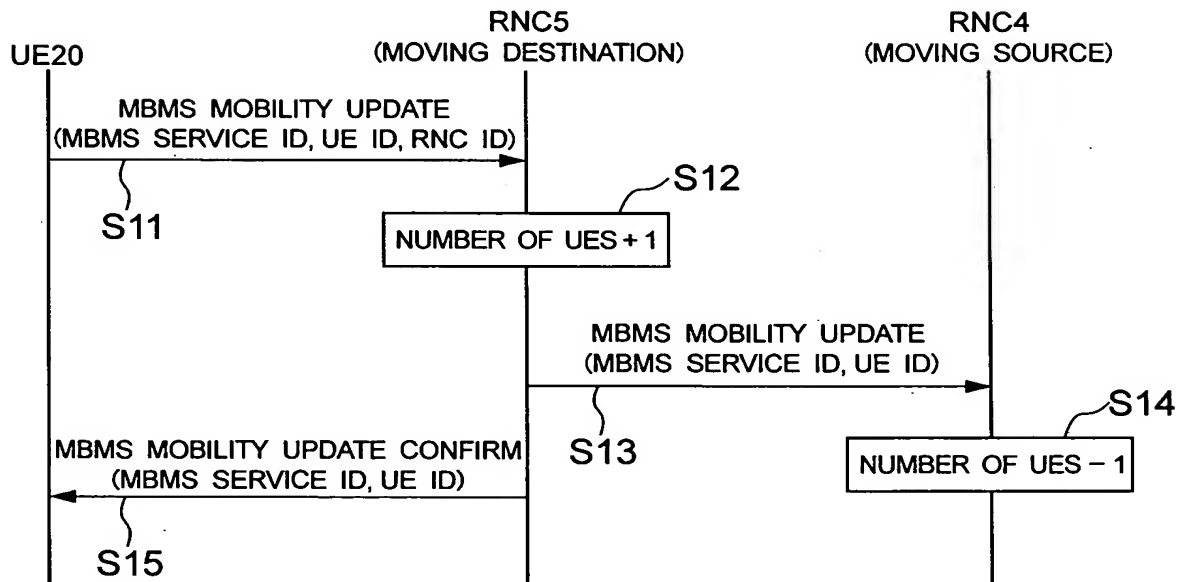 UE20
RNC5
(MOVING DESTINATION)
RNC4
(MOVING SOURCE)
MBMS MOBILITY UPDATE
(MBMS SERVICE ID, UE ID, RNC ID)
S11
S12
NUMBER OF UES + 1
MBMS MOBILITY UPDATE
(MBMS SERVICE ID, UE ID)
S13
S14
NUMBER OF UES − 1
MBMS MOBILITY UPDATE CONFIRM
(MBMS SERVICE ID, UE ID)
S15